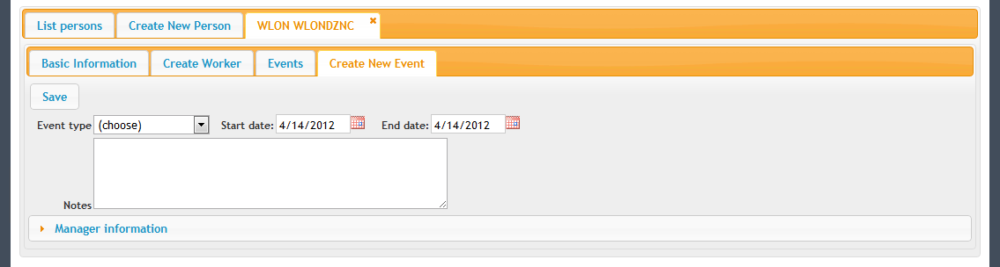 List persons Create New Person WLON WLONDZNC
Basic Information Create Worker Events Create New Event
Save
Event type (choose) Start date: 4/14/2012 End date: 4/14/2012
Notes
Manager information